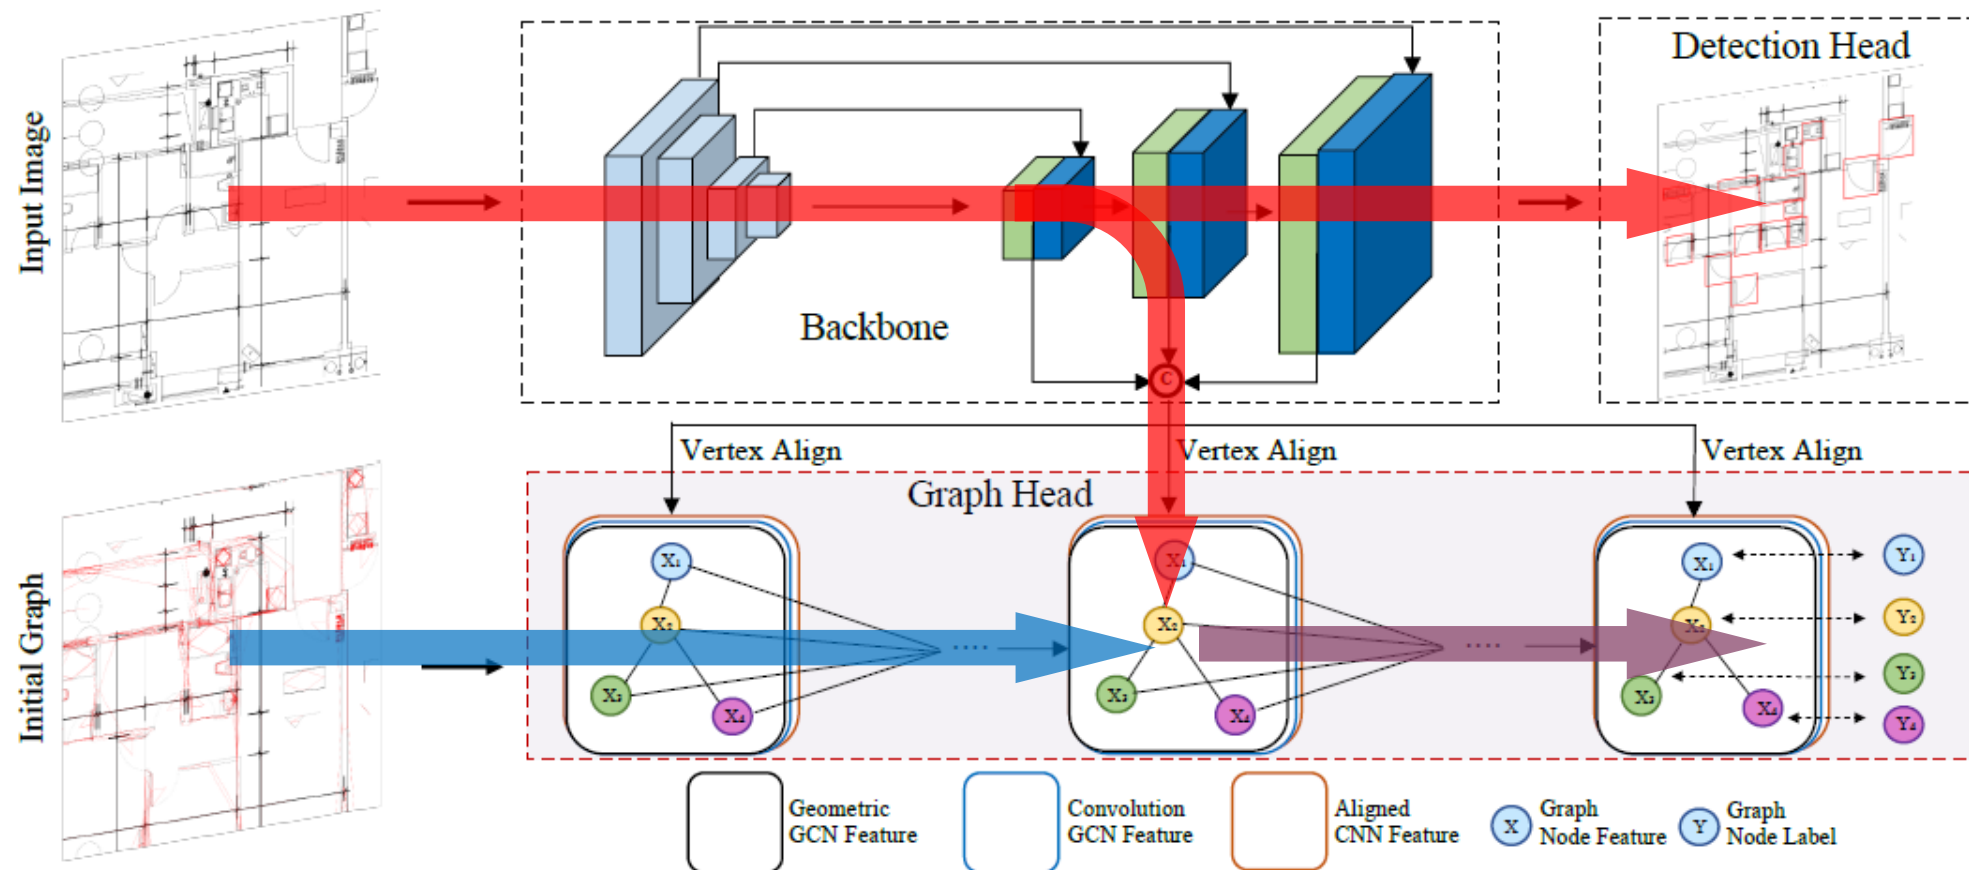 Input Image
Backbone
C
Detection Head
Initial Graph
Vertex Align
Vertex Align
Vertex Align
Graph Head
X₁
X₂
X₃
X₄
X₁
X₂
X₃
X₄
X₁
X₂
X₃
X₄
Y₁
Y₂
Y₃
Y₄
Geometric
GCN Feature
Convolution
GCN Feature
Aligned
CNN Feature
X
Graph
Node Feature
Y
Graph
Node Label